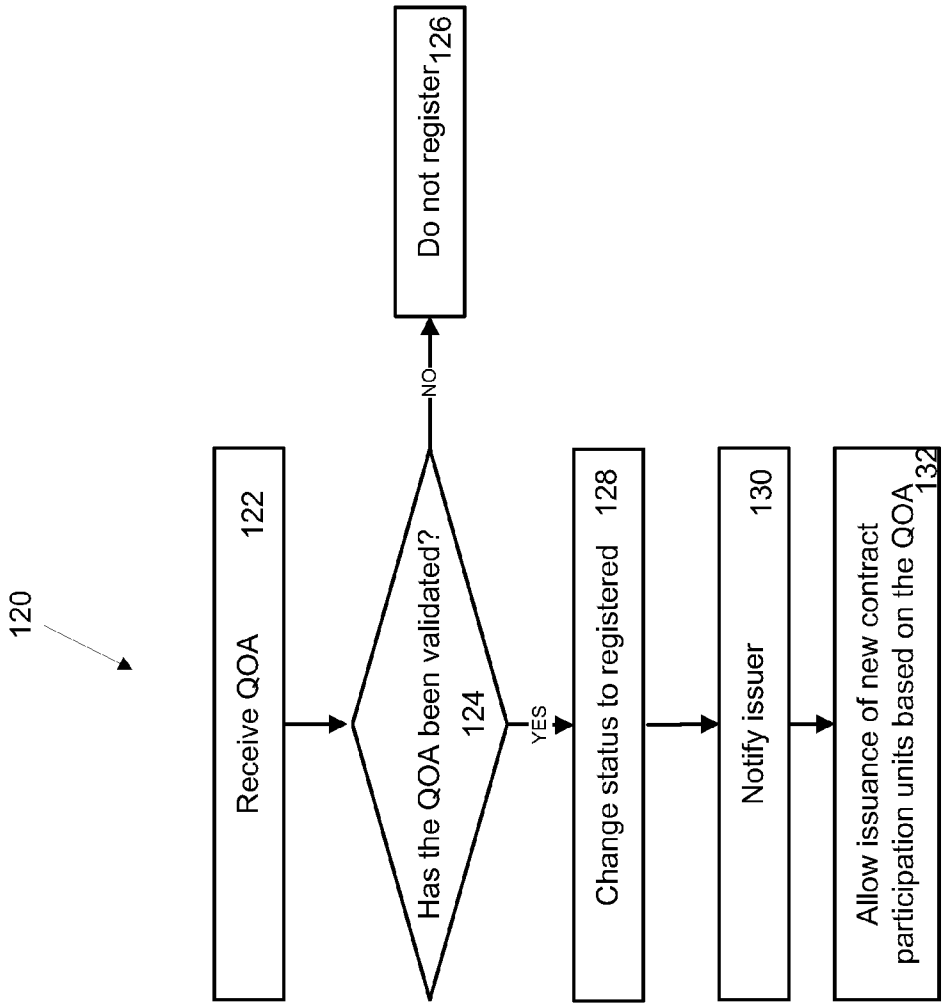 120
Receive QOA 122
Has the QOA been validated?
124
NO
Do not register 126
YES
Change status to registered 128
Notify issuer 130
Allow issuance of new contract
participation units based on the QOA 132